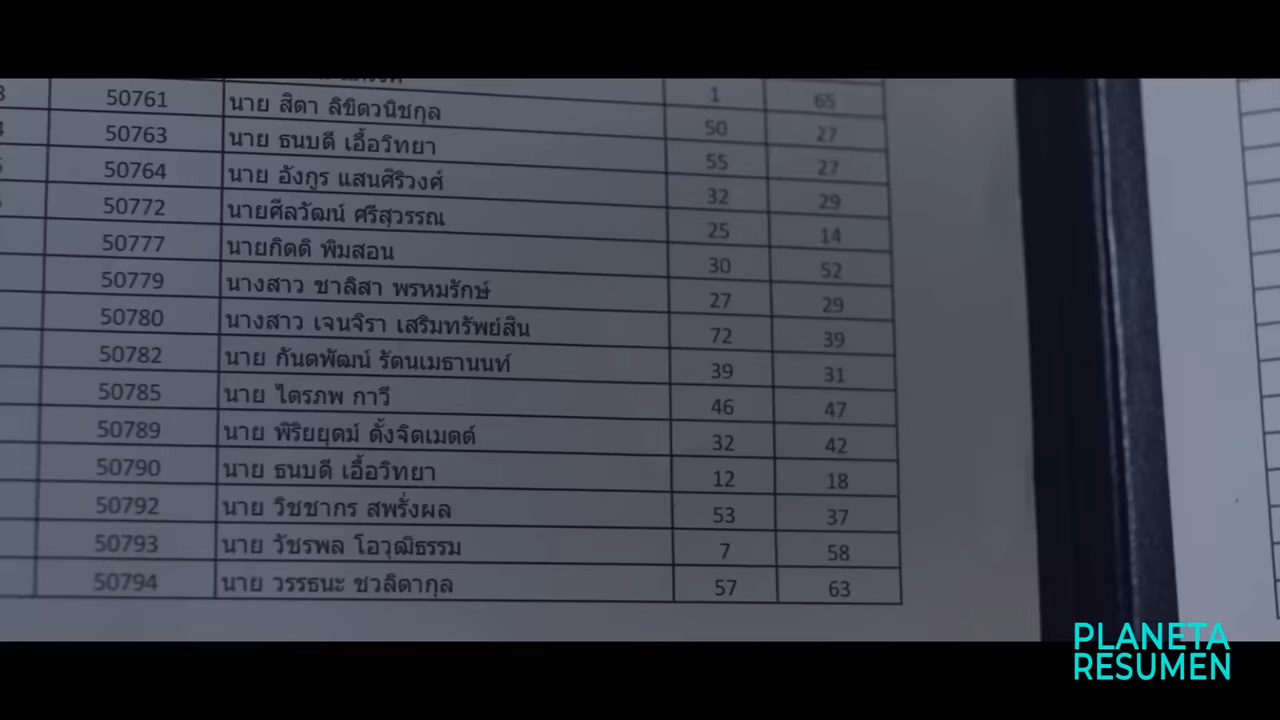 50761 นาย สิตา ลิขิตวนิชกุล 1 65
50763 นาย ธนบดี เอื้อวิทยา 50 27
50764 นาย อังกูร แสนศิริวงศ์ 55 27
50772 นายศีลวัฒน์ ศรีสุวรรณ 32 29
50777 นายกิตติ พิมสอน 25 14
50779 นางสาว ชาลิสา พรหมรักษ์ 30 52
50780 นางสาว เจนจิรา เสริมทรัพย์สิน 27 29
50782 นาย กันตพัฒน์ รัตนเมธานนท์ 72 39
50785 นาย ไตรภพ กาวี 39 31
50789 นาย พิริยยุตม์ ตั้งจิตเมตต์ 46 47
50790 นาย ธนบดี เอื้อวิทยา 32 42
50792 นาย วิชชากร สพรั่งผล 12 18
50793 นาย วัชรพล โอวุฒิธรรม 53 37
50794 นาย วรรธนะ ชวลิตากุล 7 58
57 63
PLANETA
RESUMEN